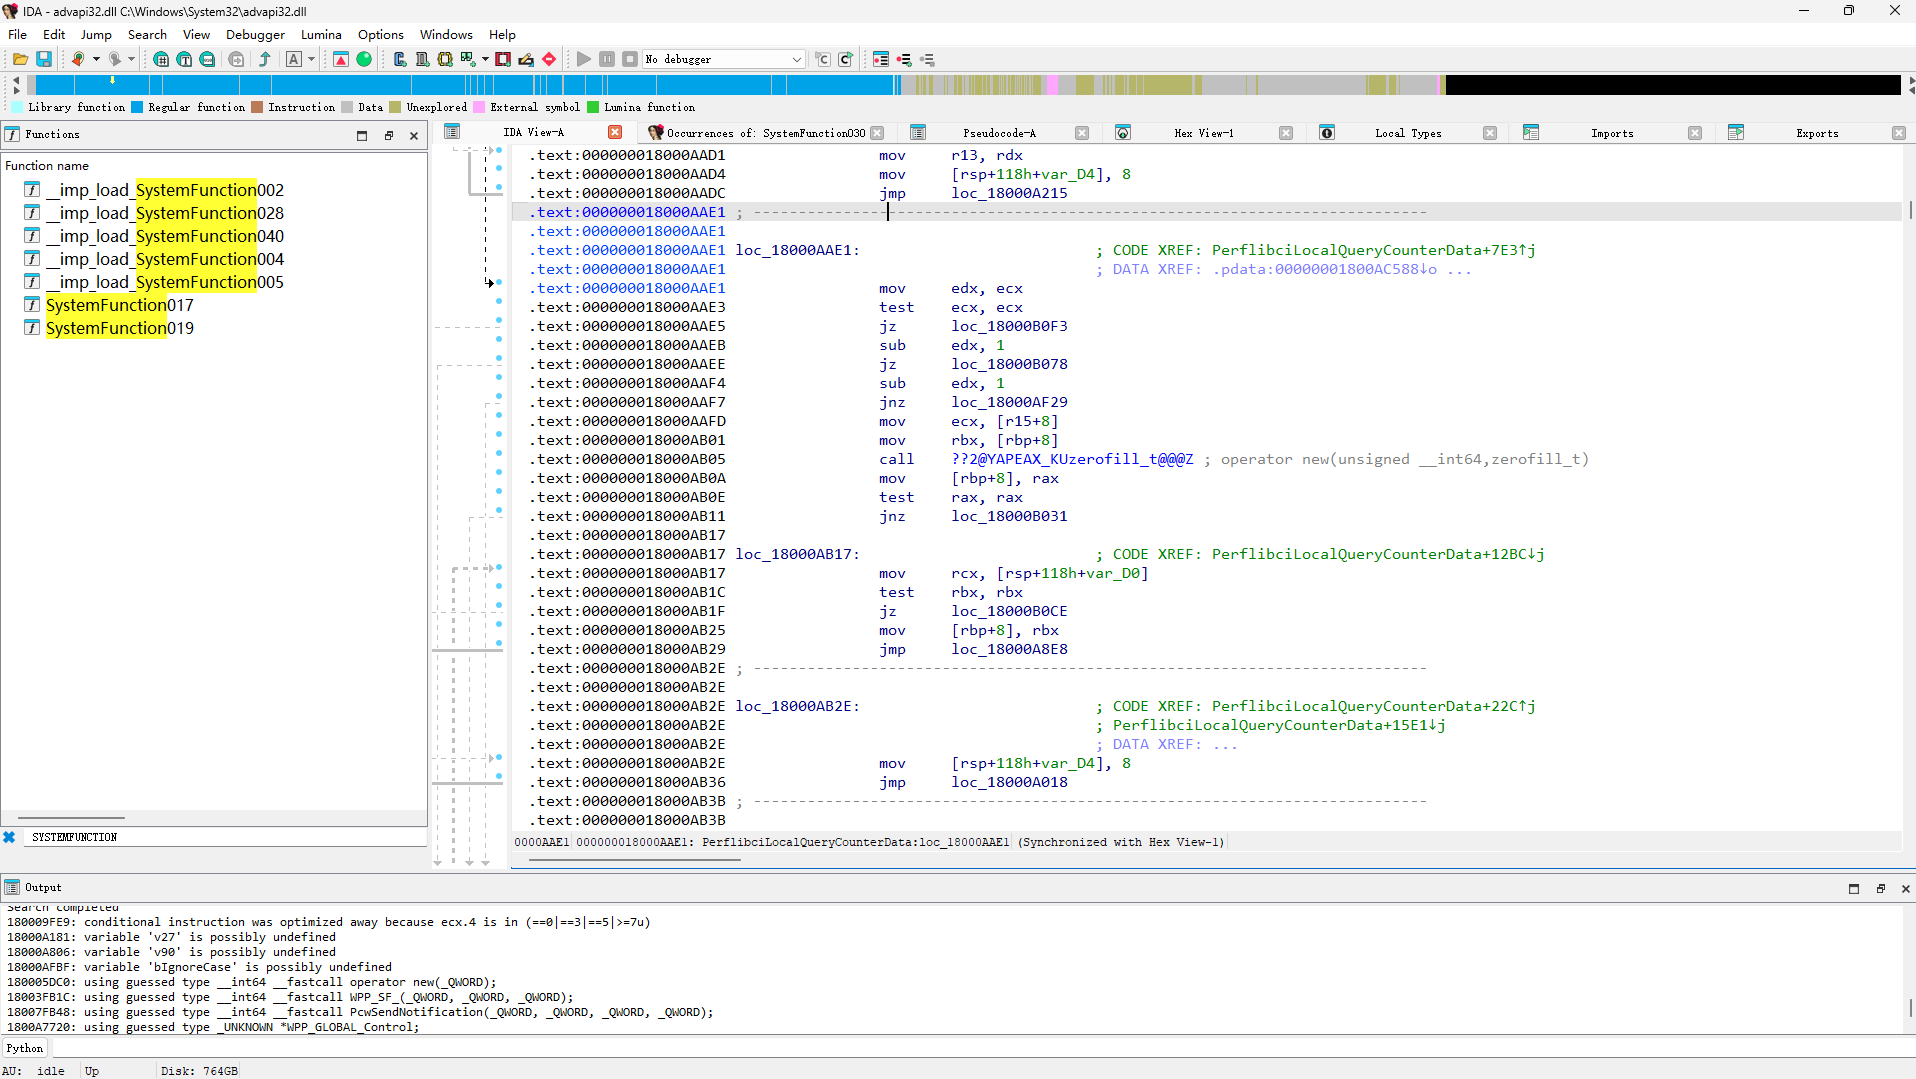 IDA - advapi32.dll C:\Windows\System32\advapi32.dll
File Edit Jump Search View Debugger Lumina Options Windows Help
No debugger
Library function Regular function Instruction Data Unexplored External symbol Lumina function
Functions
Function name
__imp_load_SystemFunction002
__imp_load_SystemFunction028
__imp_load_SystemFunction040
__imp_load_SystemFunction004
__imp_load_SystemFunction005
SystemFunction017
SystemFunction019
SYSTEMFUNCTION
IDA View-A Occurrences of: SystemFunction030 Pseudocode-A Hex View-1 Local Types Imports Exports
.text:000000018000AAD1 mov r13, rdx
.text:000000018000AAD4 mov [rsp+118h+var_D4], 8
.text:000000018000AADC jmp loc_18000A215
.text:000000018000AAE1 ; ---------------------------------------------------------------------------
.text:000000018000AAE1
.text:000000018000AAE1 loc_18000AAE1: ; CODE XREF: PerflibciLocalQueryCounterData+7E3↑j
.text:000000018000AAE1 ; DATA XREF: .pdata:00000001800AC588↓o ...
.text:000000018000AAE1 mov edx, ecx
.text:000000018000AAE3 test ecx, ecx
.text:000000018000AAE5 jz loc_18000B0F3
.text:000000018000AAEB sub edx, 1
.text:000000018000AAEE jz loc_18000B078
.text:000000018000AAF4 sub edx, 1
.text:000000018000AAF7 jnz loc_18000AF29
.text:000000018000AAFD mov ecx, [r15+8]
.text:000000018000AB01 mov rbx, [rbp+8]
.text:000000018000AB05 call ??2@YAPEAX_KUzerofill_t@@@Z ; operator new(unsigned __int64,zerofill_t)
.text:000000018000AB0A mov [rbp+8], rax
.text:000000018000AB0E test rax, rax
.text:000000018000AB11 jnz loc_18000B031
.text:000000018000AB17
.text:000000018000AB17 loc_18000AB17: ; CODE XREF: PerflibciLocalQueryCounterData+12BC↓j
.text:000000018000AB17 mov rcx, [rsp+118h+var_D0]
.text:000000018000AB1C test rbx, rbx
.text:000000018000AB1F jz loc_18000B0CE
.text:000000018000AB25 mov [rbp+8], rbx
.text:000000018000AB29 jmp loc_18000A8E8
.text:000000018000AB2E ; ---------------------------------------------------------------------------
.text:000000018000AB2E
.text:000000018000AB2E loc_18000AB2E: ; CODE XREF: PerflibciLocalQueryCounterData+22C↑j
.text:000000018000AB2E ; PerflibciLocalQueryCounterData+15E1↓j
.text:000000018000AB2E ; DATA XREF: ...
.text:000000018000AB2E mov [rsp+118h+var_D4], 8
.text:000000018000AB36 jmp loc_18000A018
.text:000000018000AB3B ; ---------------------------------------------------------------------------
.text:000000018000AB3B
0000AAE1 000000018000AAE1: PerflibciLocalQueryCounterData:loc_18000AAE1 (Synchronized with Hex View-1)
Output
Search completed
180009FE9: conditional instruction was optimized away because ecx.4 is in (==0|==3|==5|>=7u)
18000A181: variable 'v27' is possibly undefined
18000A806: variable 'v90' is possibly undefined
18000AFBF: variable 'bIgnoreCase' is possibly undefined
180005DC0: using guessed type __int64 __fastcall operator new(_QWORD);
18003FB1C: using guessed type __int64 __fastcall WPP_SF_(_QWORD, _QWORD, _QWORD);
18007FB48: using guessed type __int64 __fastcall PcwSendNotification(_QWORD, _QWORD, _QWORD, _QWORD);
1800A7720: using guessed type _UNKNOWN *WPP_GLOBAL_Control;
Python
AU: idle Up Disk: 764GB